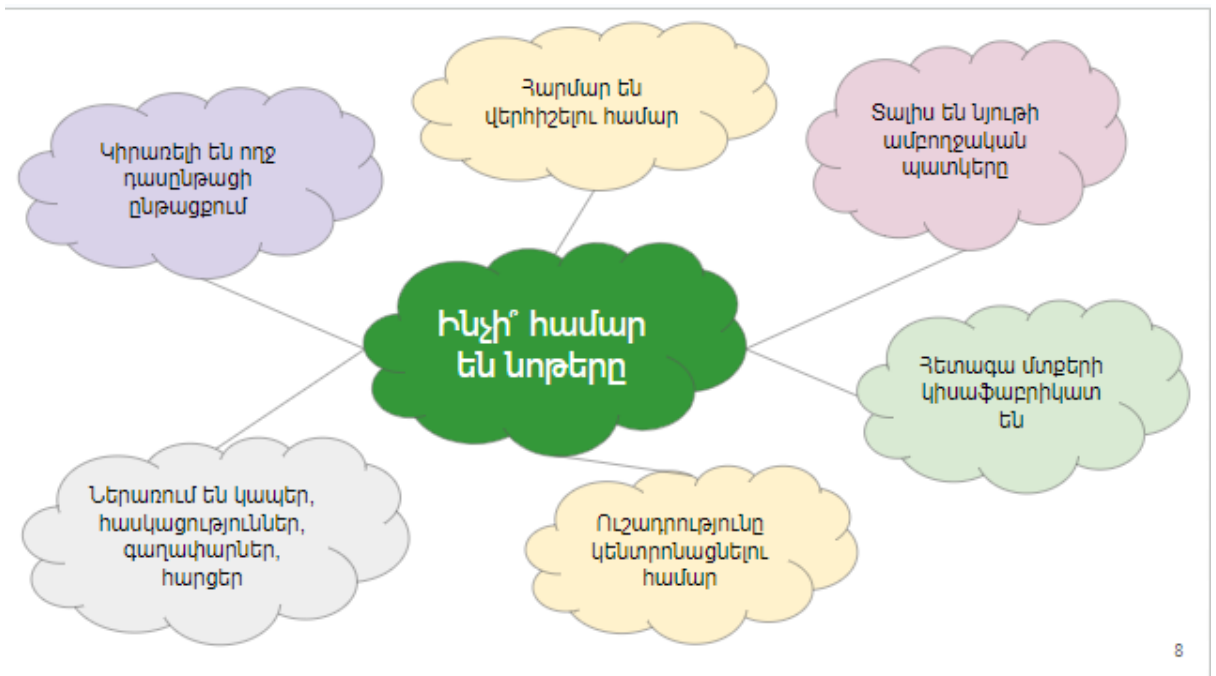 Հարմար են
վերհիշելու համար
Տալիս են նյութի
ամբողջական
պատկերը
Կիրառելի են ողջ
դասընթացի
ընթացքում
Ինչի՞ համար
են նոթերը
Հետագա մտքերի
կիսաֆաբրիկատ
են
Ներառում են կապեր,
հասկացություններ,
գաղափարներ,
հարցեր
Ուշադրությունը
կենտրոնացնելու
համար
8